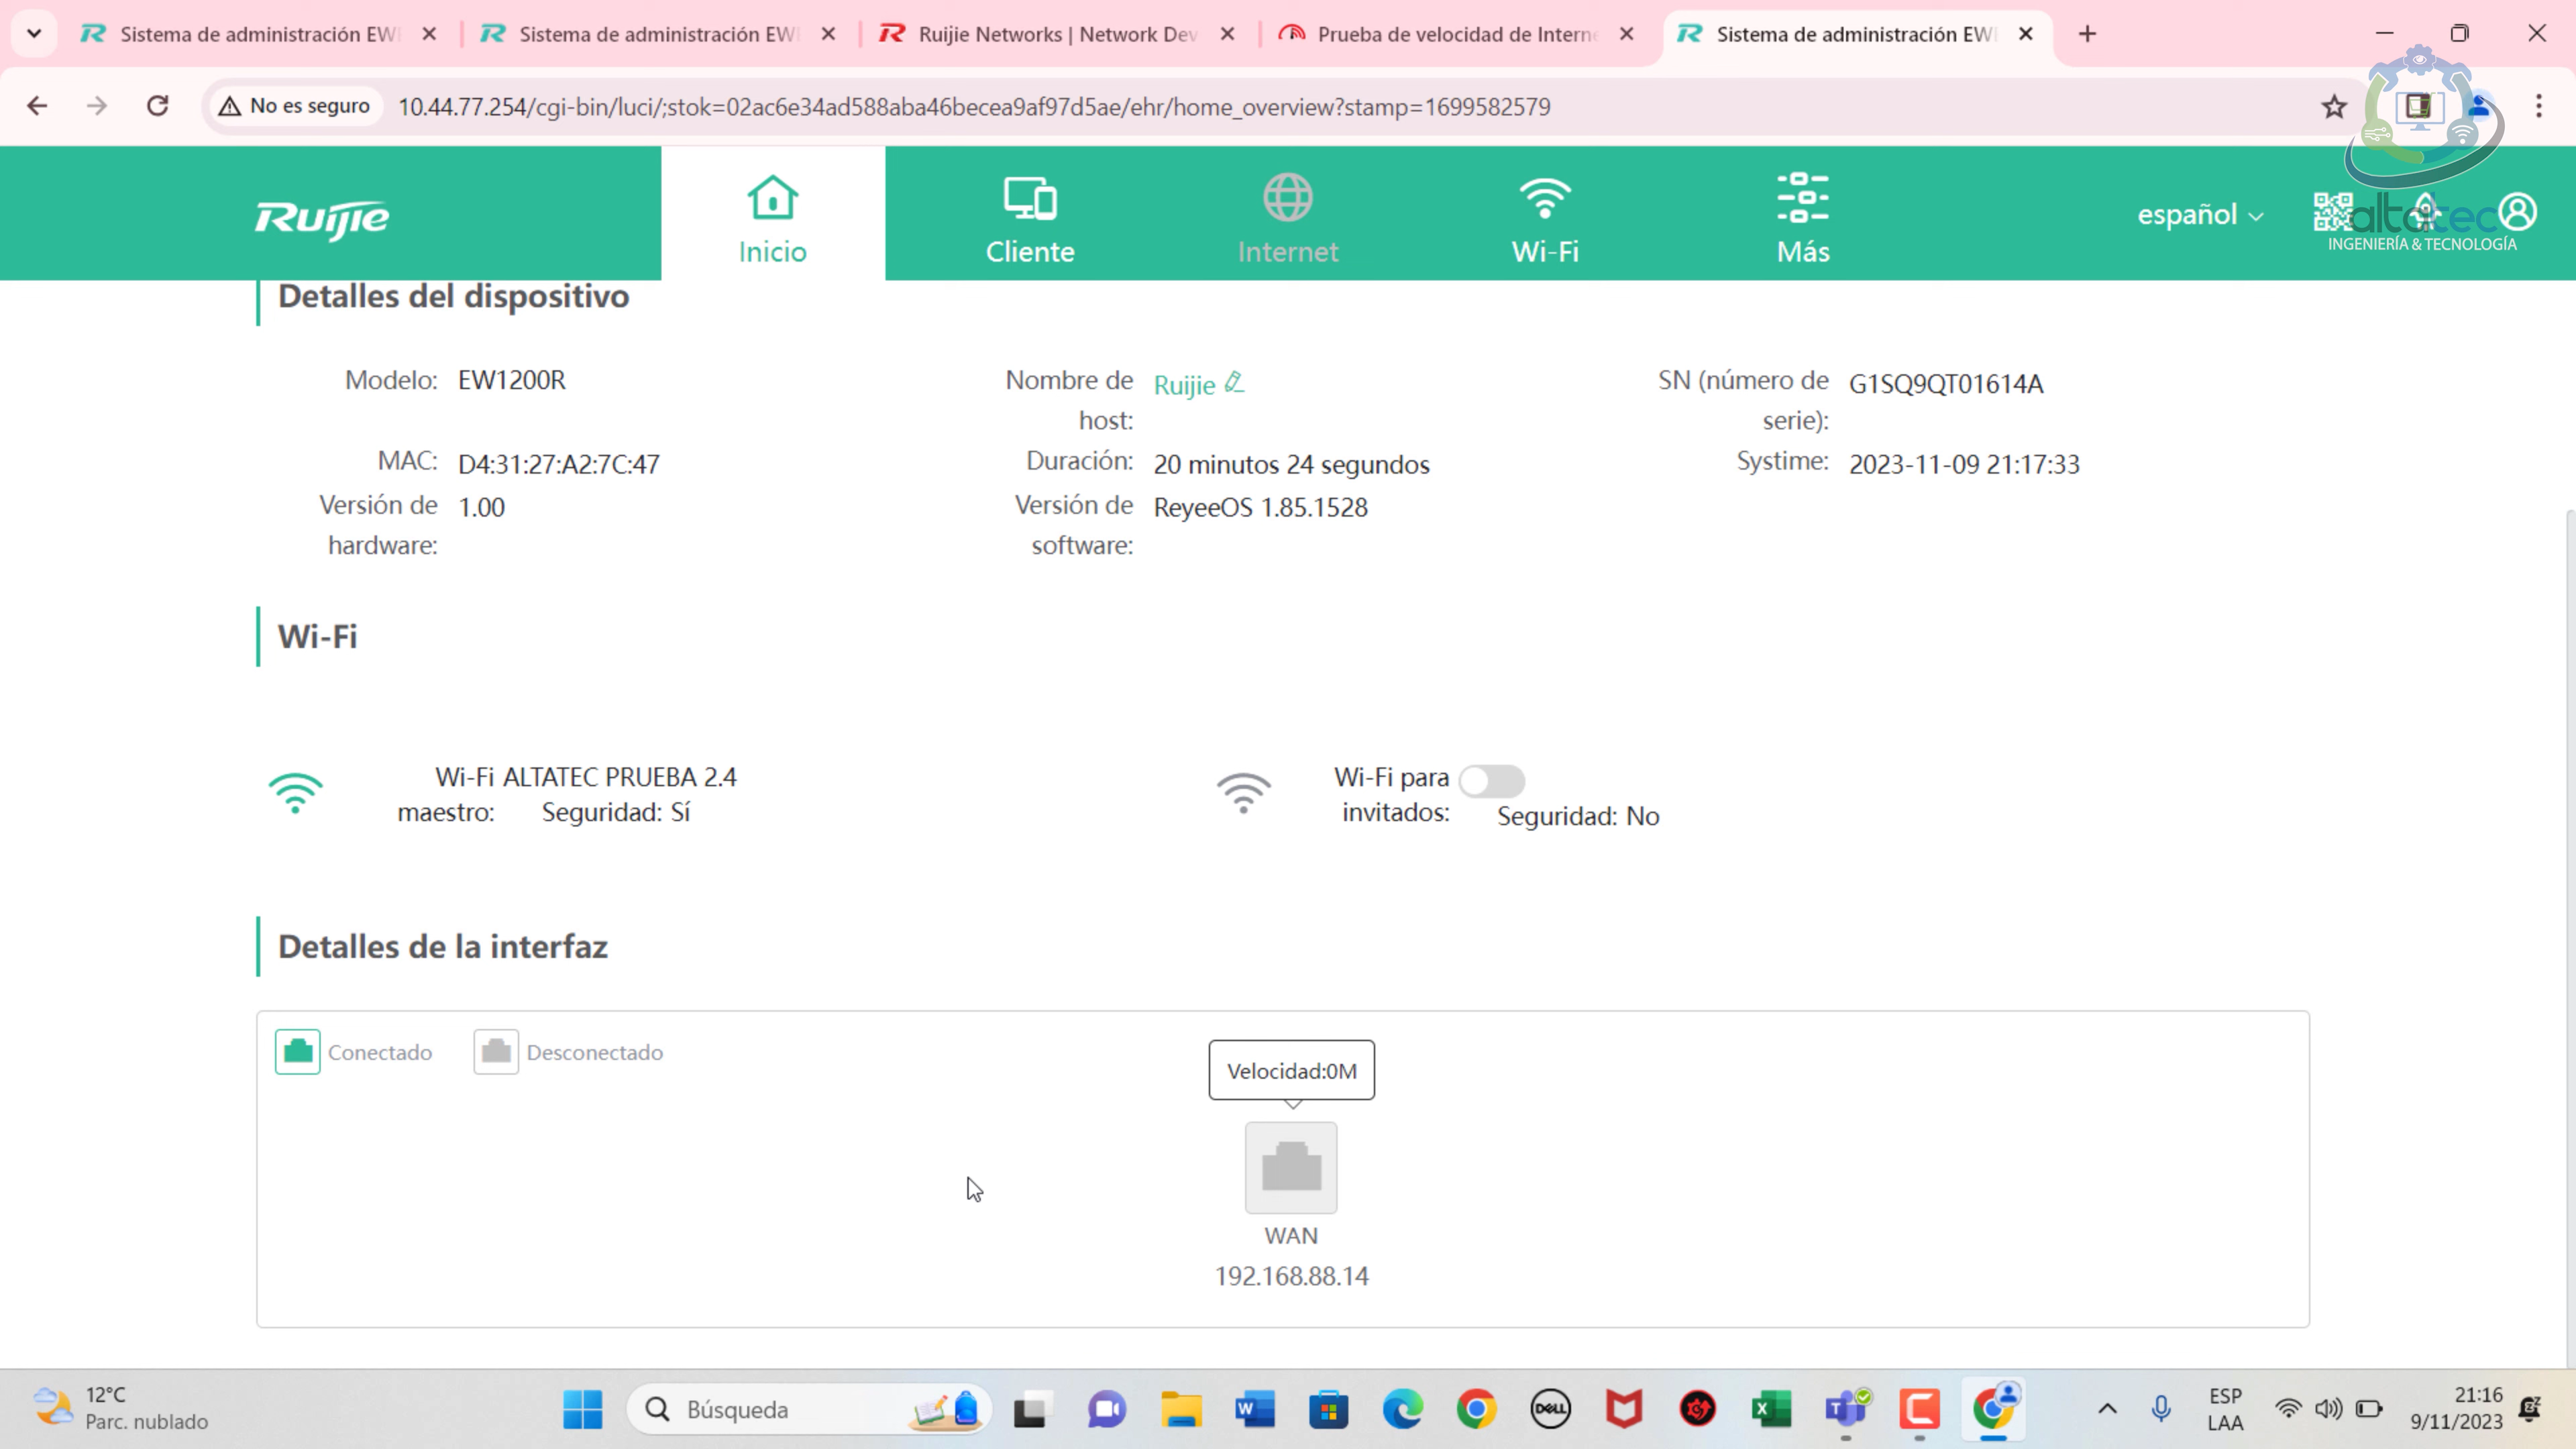 Sistema de administración EWI
Sistema de administración EWI
Ruijie Networks | Network Dev
Prueba de velocidad de Interne
Sistema de administración EWI
No es seguro
10.44.77.254/cgi-bin/luci/;stok=02ac6e34ad588aba46becea9af97d5ae/ehr/home_overview?stamp=1699582579
Ruijie
Inicio
Cliente
Internet
Wi-Fi
Más
español
altatec
INGENIERÍA & TECNOLOGÍA
Detalles del dispositivo
Modelo: EW1200R
Nombre de host: Ruijie
SN (número de serie): G1SQ9QT01614A
MAC: D4:31:27:A2:7C:47
Duración: 20 minutos 24 segundos
Systime: 2023-11-09 21:17:33
Versión de hardware: 1.00
Versión de software: ReyeeOS 1.85.1528
Wi-Fi
Wi-Fi maestro: ALTATEC PRUEBA 2.4
Seguridad: Sí
Wi-Fi para invitados:
Seguridad: No
Detalles de la interfaz
Conectado
Desconectado
Velocidad:0M
WAN
192.168.88.14
12°C
Parc. nublado
Búsqueda
DELL
ESP
LAA
21:16
9/11/2023